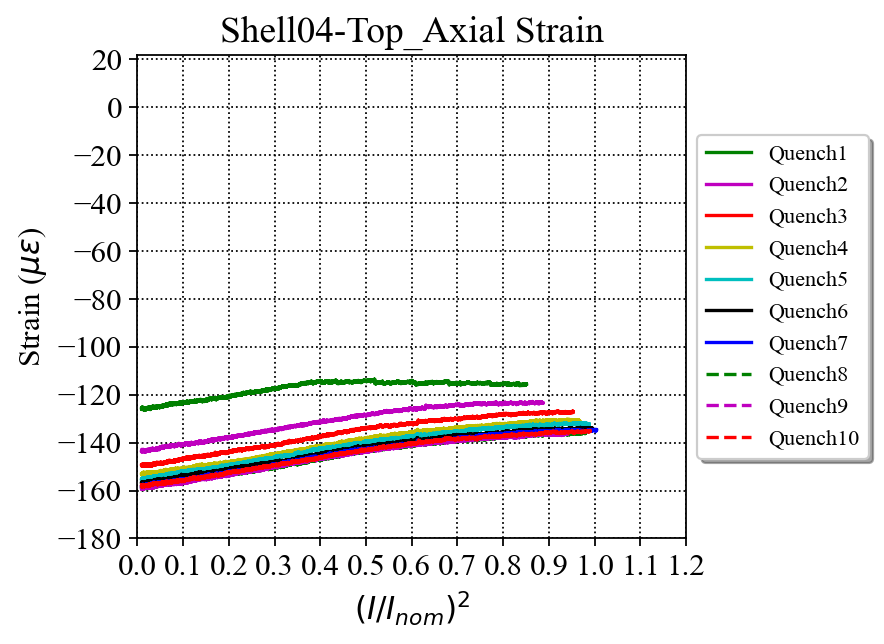 Shell04-Top_Axial Strain
20
0
−20
−40
−60
−80
−100
−120
−140
−160
−180
Strain (με)
0.0 0.1 0.2 0.3 0.4 0.5 0.6 0.7 0.8 0.9 1.0 1.1 1.2
(I/I_nom)²
Quench1
Quench2
Quench3
Quench4
Quench5
Quench6
Quench7
Quench8
Quench9
Quench10